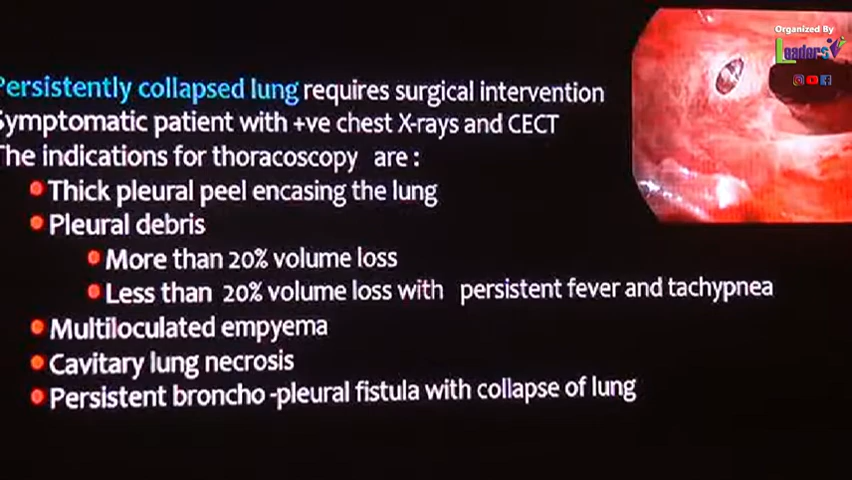 Organized By
Leaders
Persistently collapsed lung requires surgical intervention
Symptomatic patient with +ve chest X-rays and CECT
The indications for thoracoscopy are :
Thick pleural peel encasing the lung
Pleural debris
More than 20% volume loss
Less than 20% volume loss with persistent fever and tachypnea
Multiloculated empyema
Cavitary lung necrosis
Persistent broncho-pleural fistula with collapse of lung